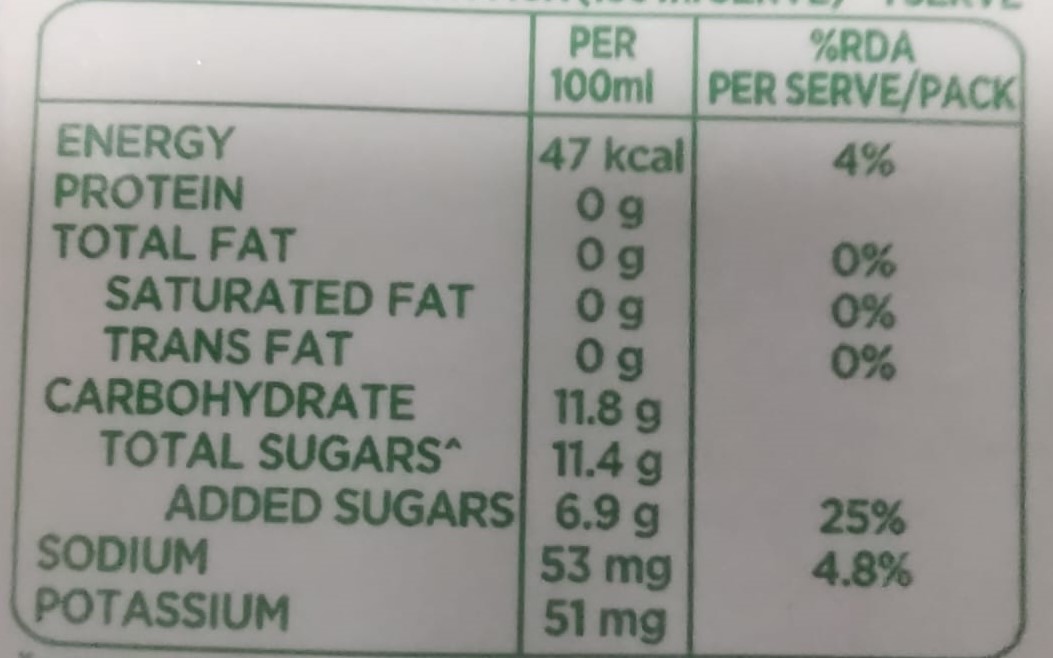 PER 100ml %RDA PER SERVE/PACK
ENERGY 47 kcal 4%
PROTEIN 0 g
TOTAL FAT 0 g 0%
SATURATED FAT 0 g 0%
TRANS FAT 0 g 0%
CARBOHYDRATE 11.8 g
TOTAL SUGARS^ 11.4 g
ADDED SUGARS 6.9 g 25%
SODIUM 53 mg 4.8%
POTASSIUM 51 mg